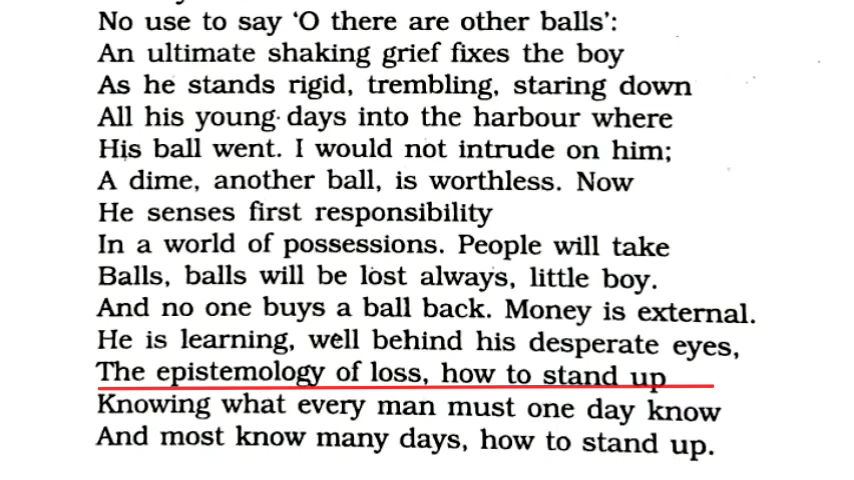 No use to say ‘O there are other balls’:
An ultimate shaking grief fixes the boy
As he stands rigid, trembling, staring down
All his young days into the harbour where
His ball went. I would not intrude on him;
A dime, another ball, is worthless. Now
He senses first responsibility
In a world of possessions. People will take
Balls, balls will be lost always, little boy.
And no one buys a ball back. Money is external.
He is learning, well behind his desperate eyes,
The epistemology of loss, how to stand up
Knowing what every man must one day know
And most know many days, how to stand up.